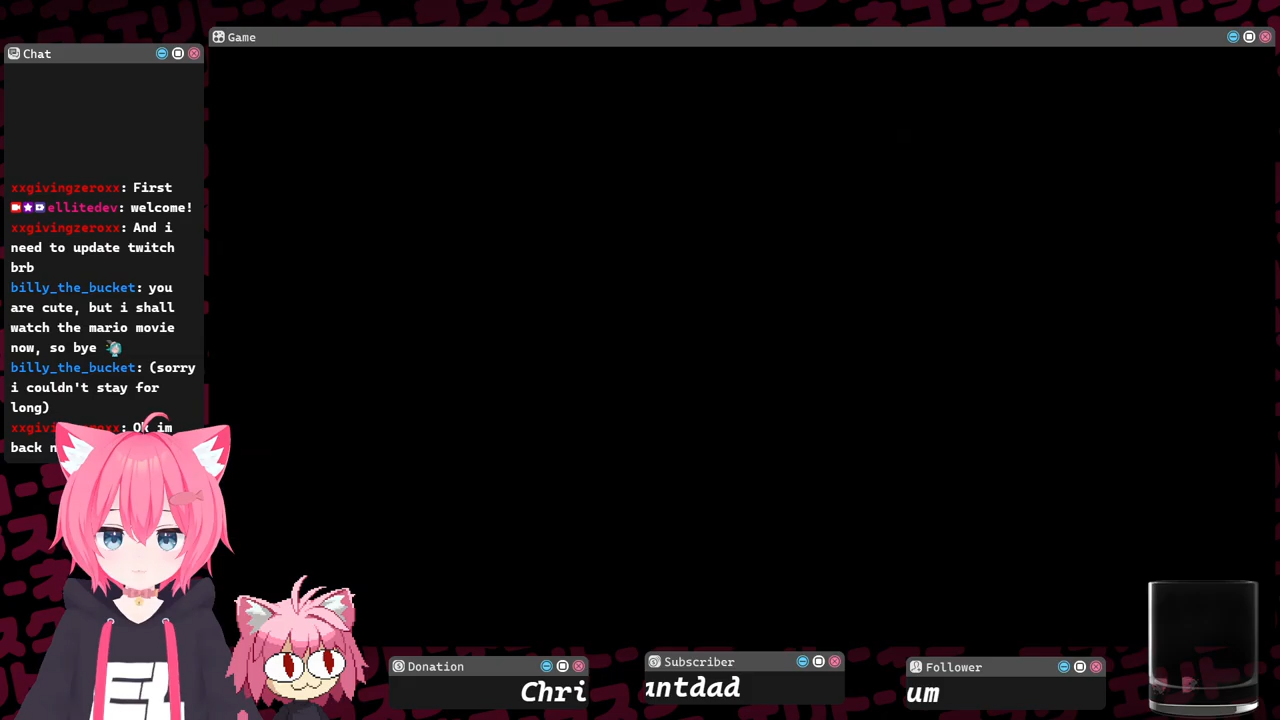 Game
Chat
xxgivingzeroxx: First
ellitedev: welcome!
xxgivingzeroxx: And i
need to update twitch
brb
billy_the_bucket: you
are cute, but i shall
watch the mario movie
now, so bye
billy_the_bucket: (sorry
i couldn't stay for
long)
Ok im
back
Donation
Chri
Subscriber
antdad
Follower
um